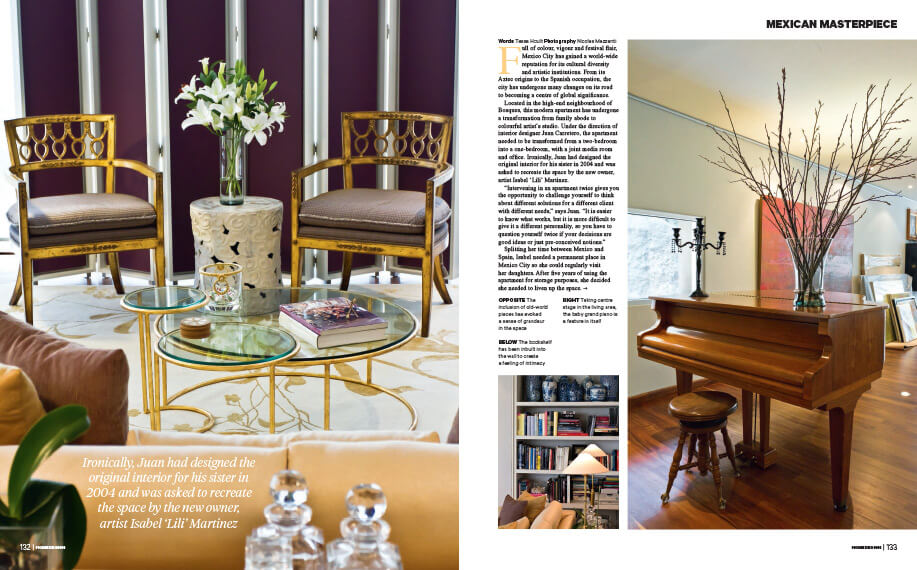 Ironically, Juan had designed the
original interior for his sister in
2004 and was asked to recreate
the space by the new owner,
artist Isabel ‘Lili’ Martinez
132 |
MEXICAN MASTERPIECE
Words Tessa Hoult Photography Nicolas Mazzanti
Full of colour, vigour and festival flair,
Mexico City has gained a world-wide
reputation for its cultural diversity
and artistic institutions. From its
Aztec origins to the Spanish occupation, the
city has undergone many changes on its road
to becoming a centre of global significance.
Located in the high-end neighbourhood of
Bosques, this modern apartment has undergone
a transformation from family abode to
colourful artist’s studio. Under the direction of
interior designer Juan Carretero, the apartment
needed to be transformed from a two-bedroom
into a one-bedroom, with a joint media room
and office. Ironically, Juan had designed the
original interior for his sister in 2004 and was
asked to recreate the space by the new owner,
artist Isabel ‘Lili’ Martinez.
“Intervening in an apartment twice gives you
the opportunity to challenge yourself to think
about different solutions for a different client
with different needs,” says Juan. “It is easier
to know what works, but it is more difficult to
give it a different personality, so you have to
question yourself twice if your decisions are
good ideas or just pre-conceived notions.”
Splitting her time between Mexico and
Spain, Isabel needed a permanent place in
Mexico City so she could regularly visit
her daughters. After five years of using the
apartment for storage purposes, she decided
she needed to liven up the space. →
OPPOSITE The
inclusion of old-world
pieces has evoked
a sense of grandeur
in the space
RIGHT Taking centre
stage in the living area,
the baby grand piano is
a feature in itself
BELOW The bookshelf
has been inbuilt into
the wall to create
a feeling of intimacy
| 133